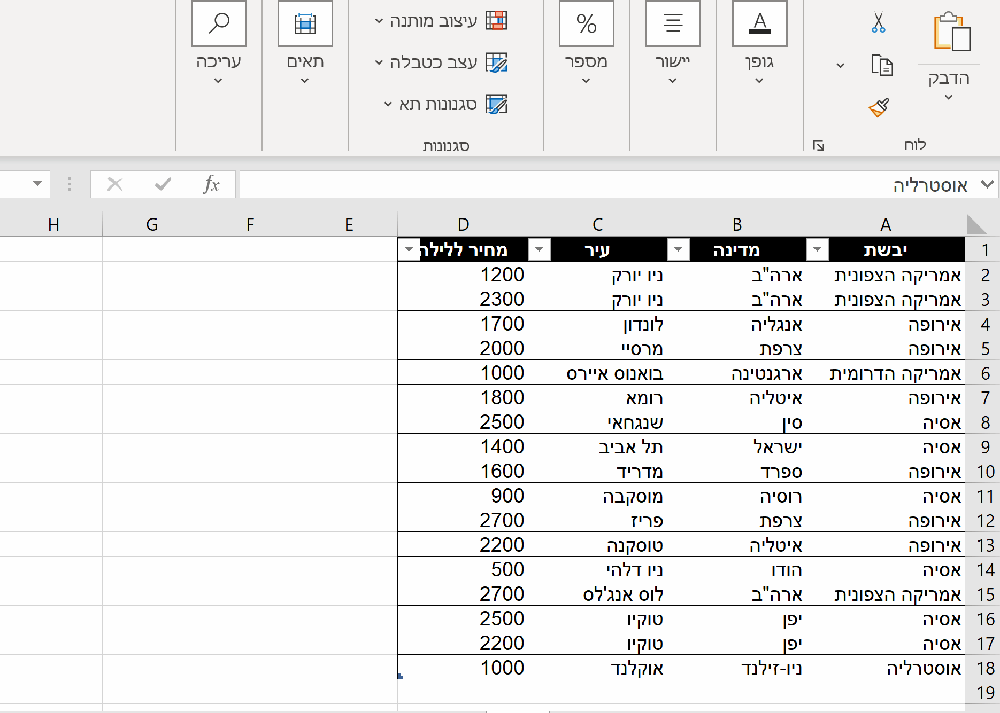 הדבק
לוח
גופן
יישור
%
מספר
עיצוב מותנה
עצב כטבלה
סגנונות תא
סגנונות
תאים
עריכה
אוסטרליה
fx
A B C D E F G H
1 יבשת מדינה עיר מחיר ללילה
2 אמריקה הצפונית ארה"ב ניו יורק 1200
3 אמריקה הצפונית ארה"ב ניו יורק 2300
4 אירופה אנגליה לונדון 1700
5 אירופה צרפת מרסיי 2000
6 אמריקה הדרומית ארגנטינה בואנוס איירס 1000
7 אירופה איטליה רומא 1800
8 אסיה סין שנגחאי 2500
9 אסיה ישראל תל אביב 1400
10 אירופה ספרד מדריד 1600
11 אסיה רוסיה מוסקבה 900
12 אירופה צרפת פריז 2700
13 אירופה איטליה טוסקנה 2200
14 אסיה הודו ניו דלהי 500
15 אמריקה הצפונית ארה"ב לוס אנג'לס 2700
16 אסיה יפן טוקיו 2500
17 אסיה יפן טוקיו 2200
18 אוסטרליה ניו-זילנד אוקלנד 1000
19